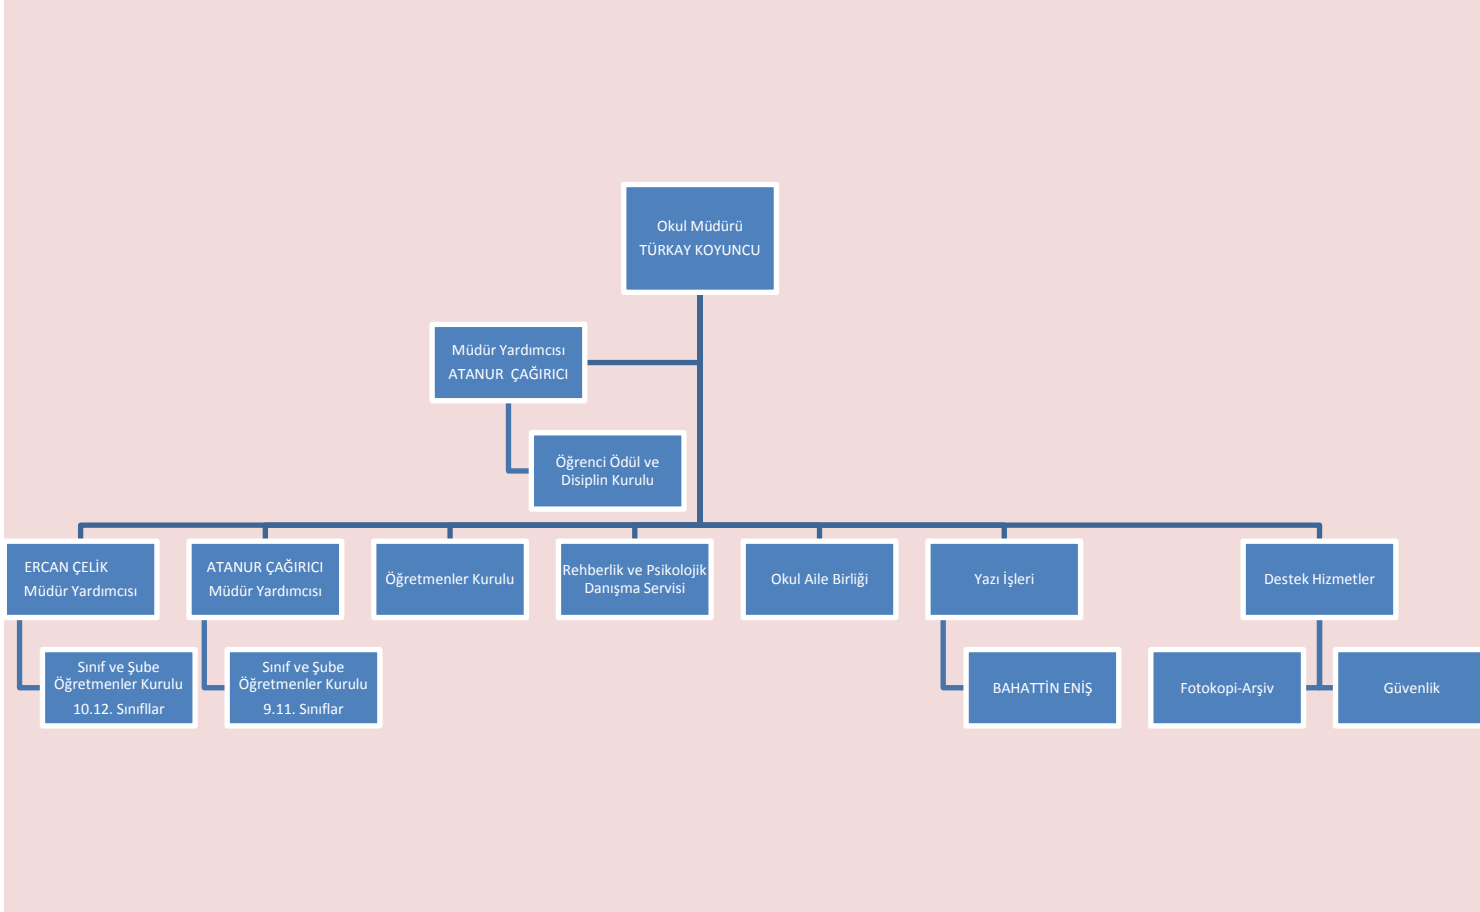 Okul Müdürü
TÜRKAY KOYUNCU
Müdür Yardımcısı
ATANUR  ÇAĞIRICI
Öğrenci Ödül ve
Disiplin Kurulu
ERCAN ÇELİK
Müdür Yardımcısı
ATANUR ÇAĞIRICI
Müdür Yardımcısı
Öğretmenler Kurulu
Rehberlik ve Psikolojik
Danışma Servisi
Okul Aile Birliği
Yazı İşleri
Destek Hizmetler
Sınıf ve Şube
Öğretmenler Kurulu
10.12. Sınıfllar
Sınıf ve Şube
Öğretmenler Kurulu
9.11. Sınıflar
BAHATTİN ENİŞ
Fotokopi-Arşiv
Güvenlik